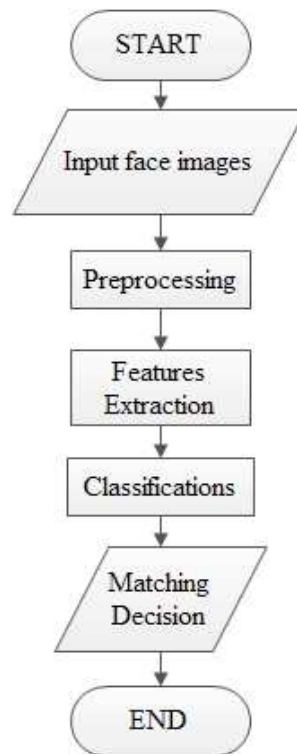 START
Input face images
Preprocessing
Features
Extraction
Classifications
Matching
Decision
END